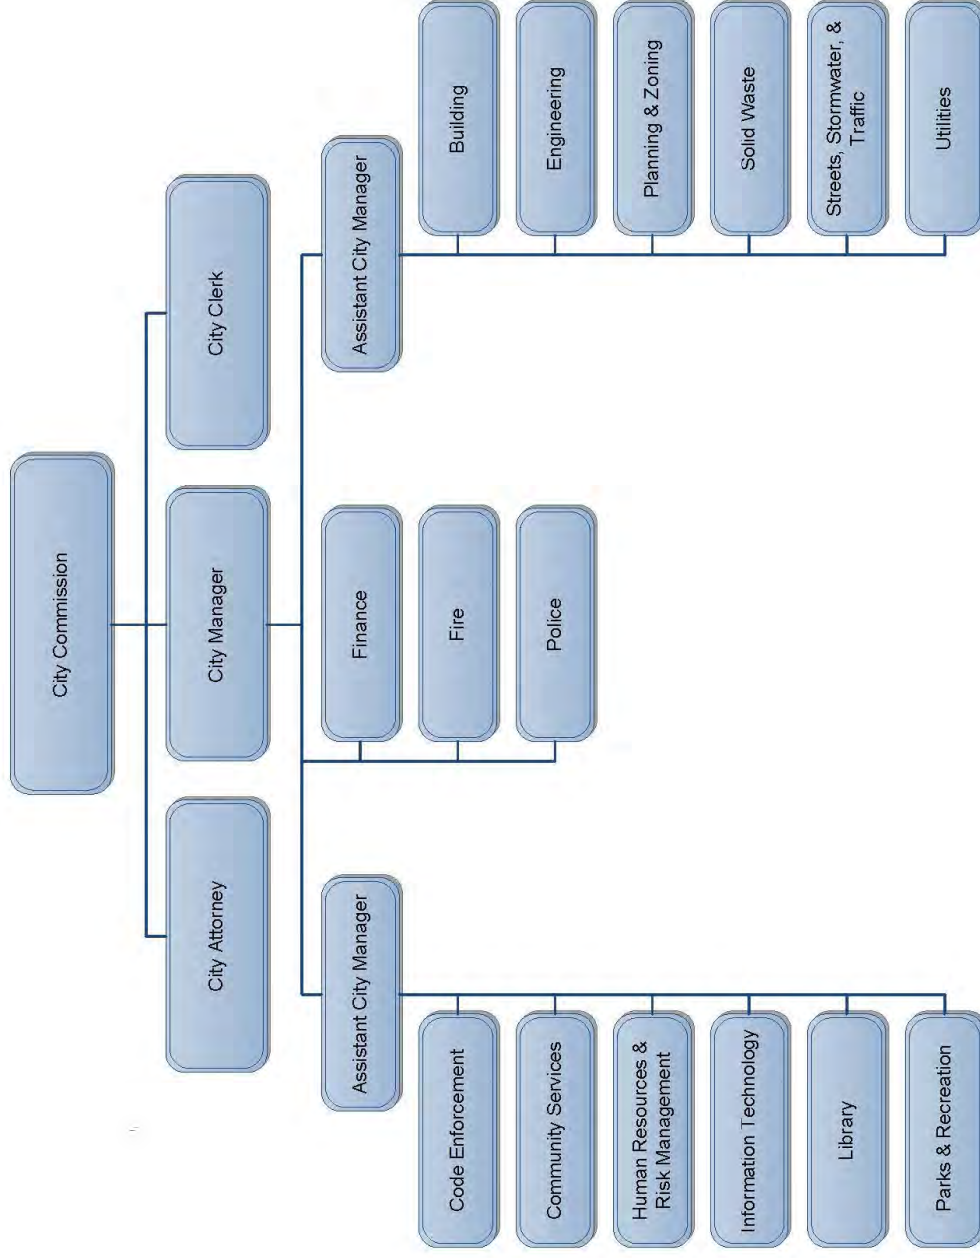 City Commission
City Attorney
City Manager
City Clerk
Assistant City Manager
Code Enforcement
Community Services
Human Resources &
Risk Management
Information Technology
Library
Parks & Recreation
Finance
Fire
Police
Assistant City Manager
Building
Engineering
Planning & Zoning
Solid Waste
Streets, Stormwater, &
Traffic
Utilities